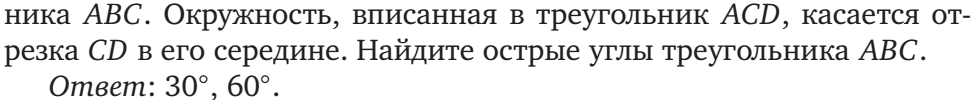 ника ABC. Окружность, вписанная в треугольник ACD, касается от-
резка CD в его середине. Найдите острые углы треугольника ABC.
Ответ: 30°, 60°.